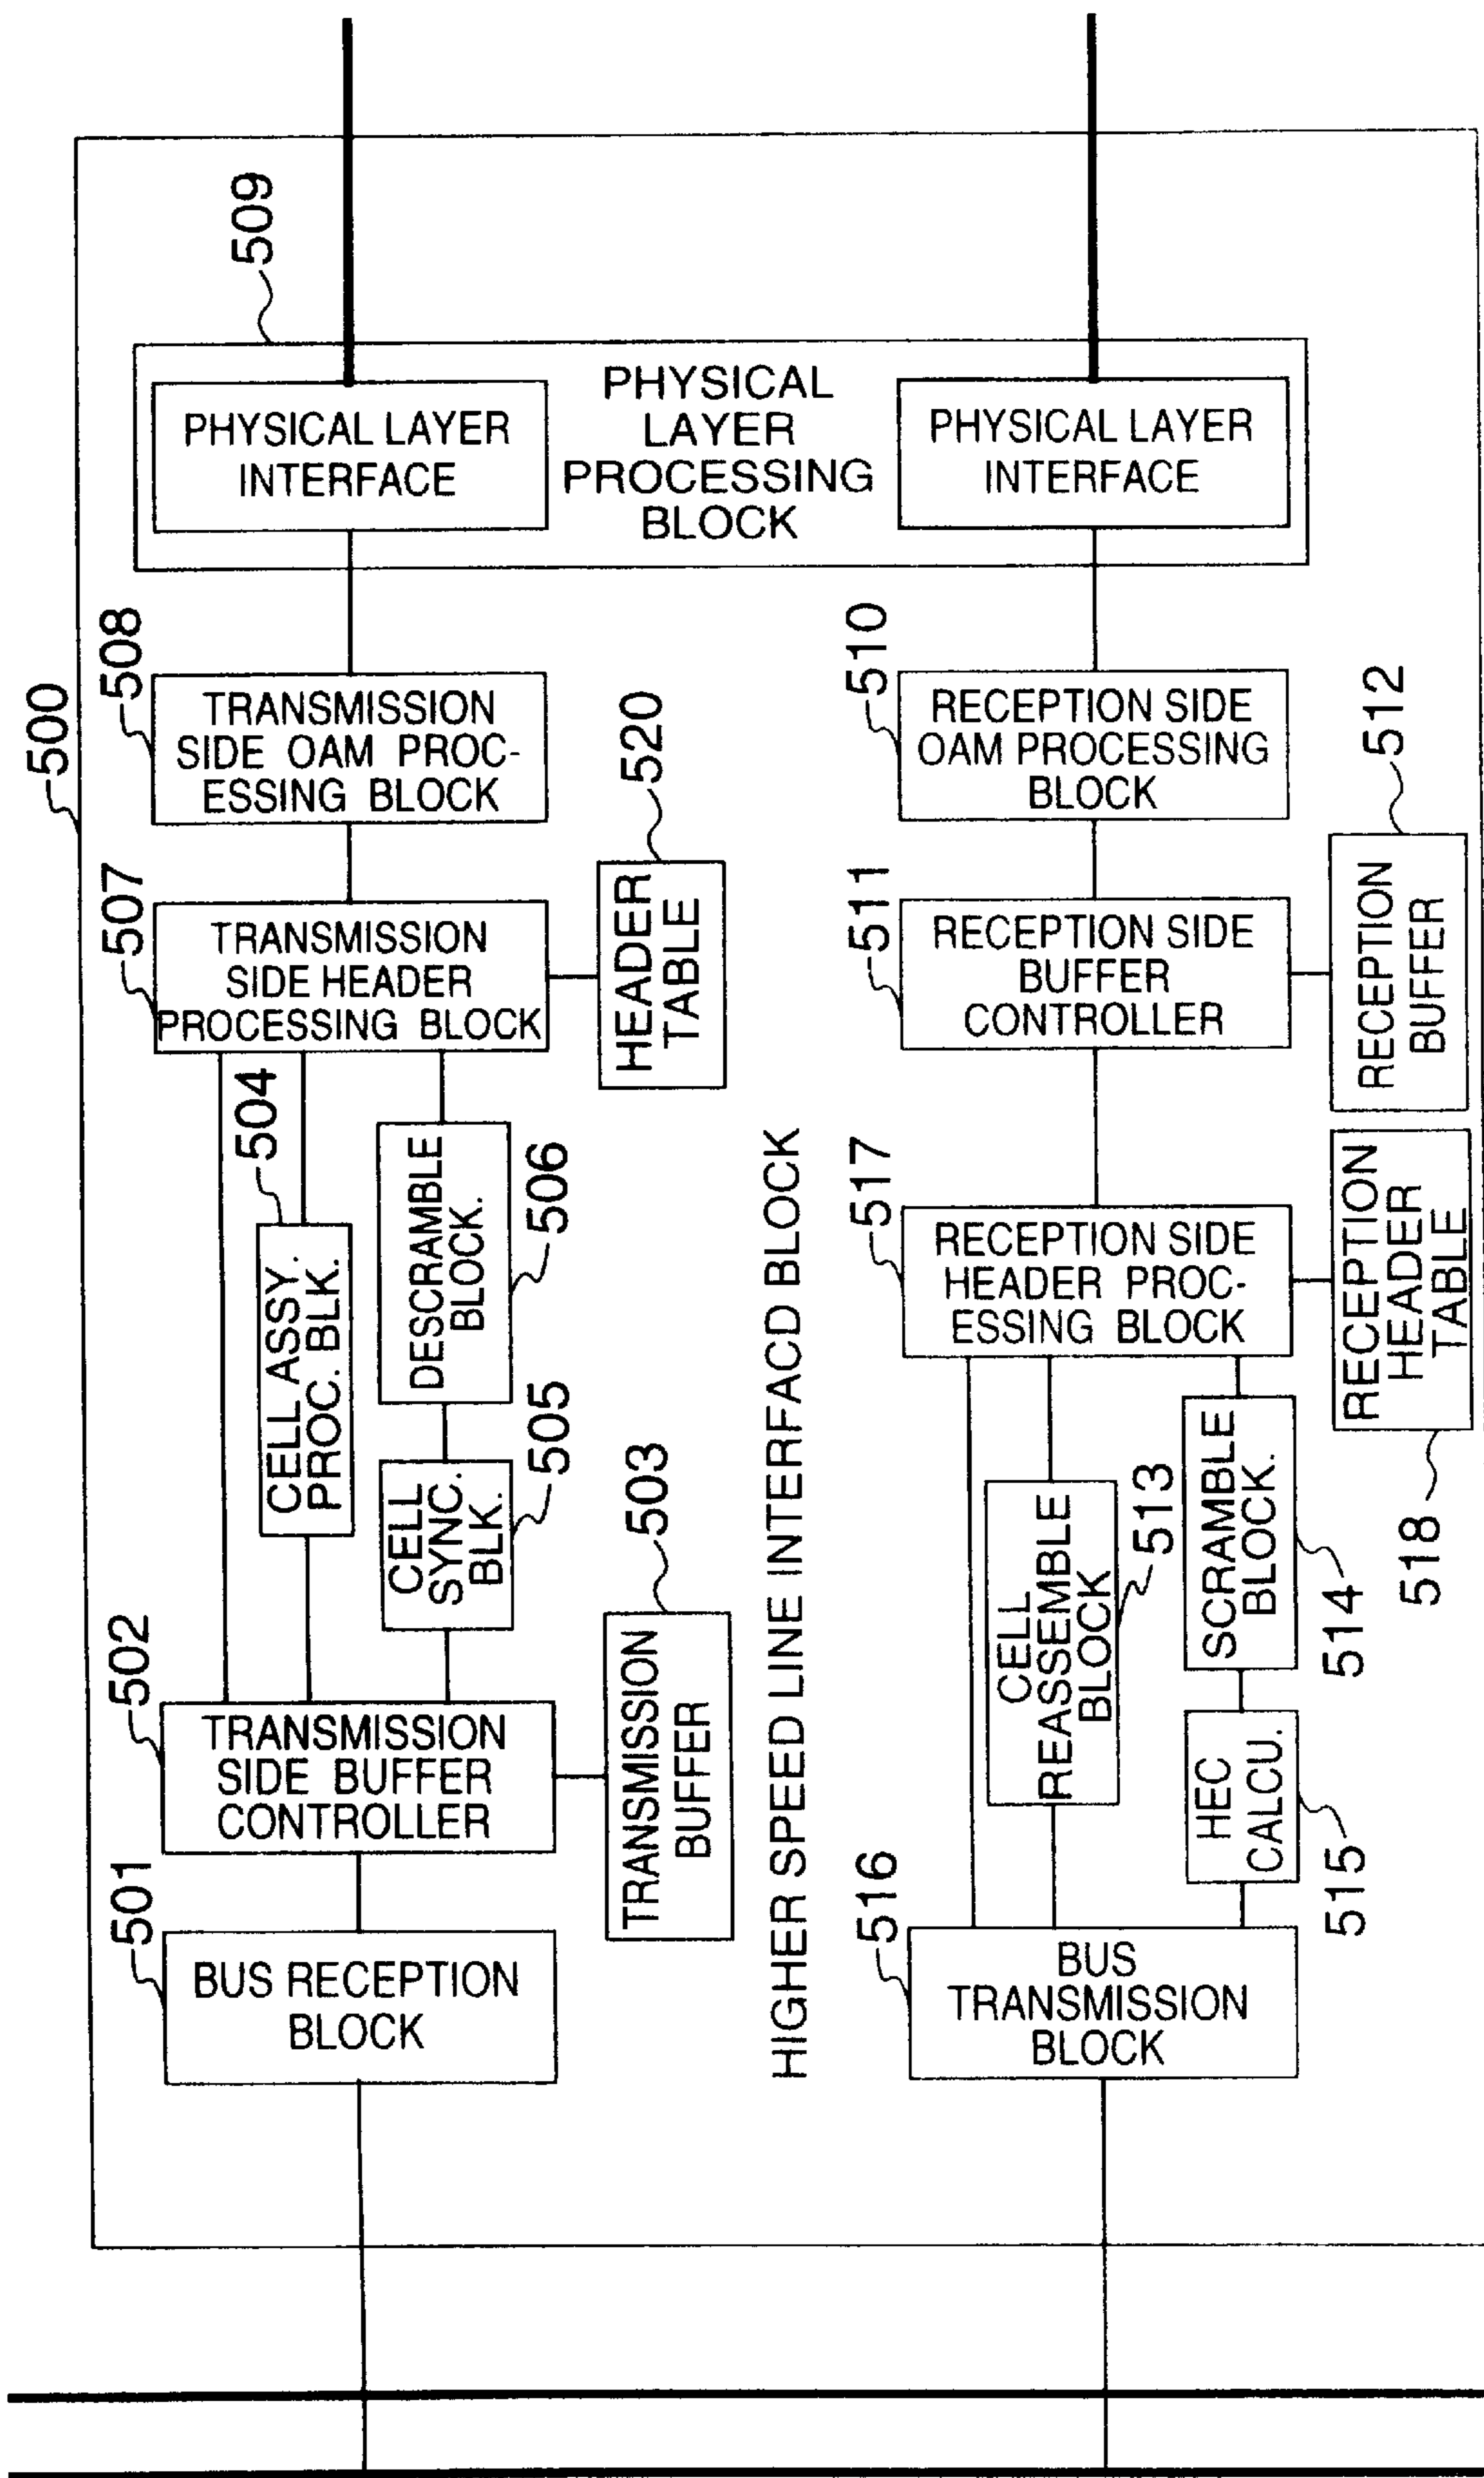 500
509
PHYSICAL LAYER
INTERFACE
PHYSICAL
LAYER
PROCESSING
BLOCK
PHYSICAL LAYER
INTERFACE
508
TRANSMISSION
SIDE OAM PROC-
ESSING BLOCK
510
RECEPTION SIDE
OAM PROCESSING
BLOCK
507
TRANSMISSION
SIDE HEADER
PROCESSING BLOCK
520
HEADER
TABLE
511
RECEPTION SIDE
BUFFER
CONTROLLER
512
RECEPTION
BUFFER
504
CELL ASSY.
PROC. BLK.
DESCRAMBLE
BLOCK.
506
CELL
SYNC.
BLK.
505
502
TRANSMISSION
SIDE BUFFER
CONTROLLER
503
TRANSMISSION
BUFFER
501
BUS RECEPTION
BLOCK
HIGHER SPEED LINE INTERFACD BLOCK
517
RECEPTION SIDE
HEADER PROC-
ESSING BLOCK
RECEPTION
HEADER
TABLE
518
CELL
REASSEMBLE
BLOCK
513
SCRAMBLE
BLOCK.
514
HEC
CALCU.
515
516
BUS
TRANSMISSION
BLOCK